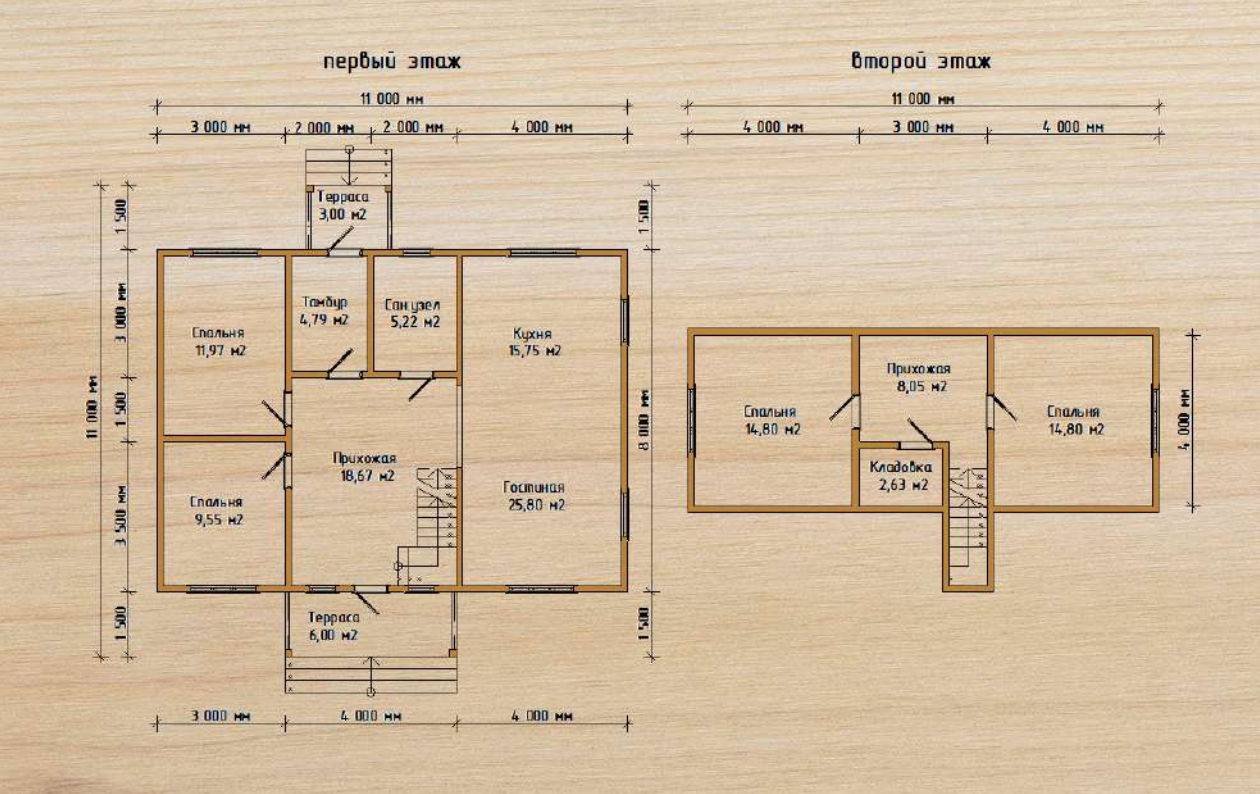 первый этаж
11 000 мм
3 000 мм
2 000 мм
2 000 мм
4 000 мм
Терраса
3,00 м2
1 500
1 500
Тамбур
4,79 м2
Сан.узел
5,22 м2
Спальня
11,97 м2
Кухня
15,75 м2
3 000 мм
11 000 мм
1 500
8 000 мм
Прихожая
18,67 м2
Гостиная
25,80 м2
Спальня
9,55 м2
3 500 мм
Терраса
6,00 м2
1 500
1 500
3 000 мм
4 000 мм
4 000 мм
второй этаж
11 000 мм
4 000 мм
3 000 мм
4 000 мм
Прихожая
8,05 м2
Спальня
14,80 м2
Спальня
14,80 м2
4 000 мм
Кладовка
2,63 м2